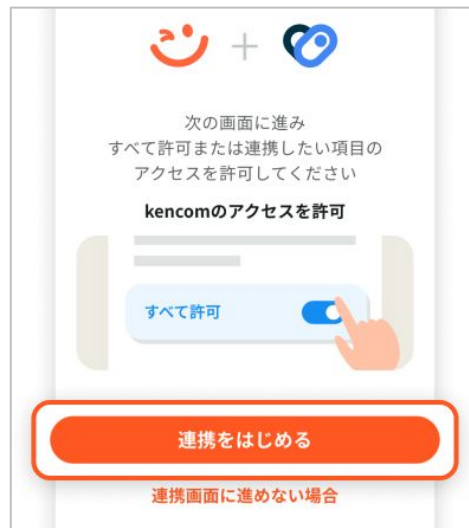 次の画面に進み
すべて許可または連携したい項目の
アクセスを許可してください
kencomのアクセスを許可
すべて許可
連携をはじめる
連携画面に進めない場合